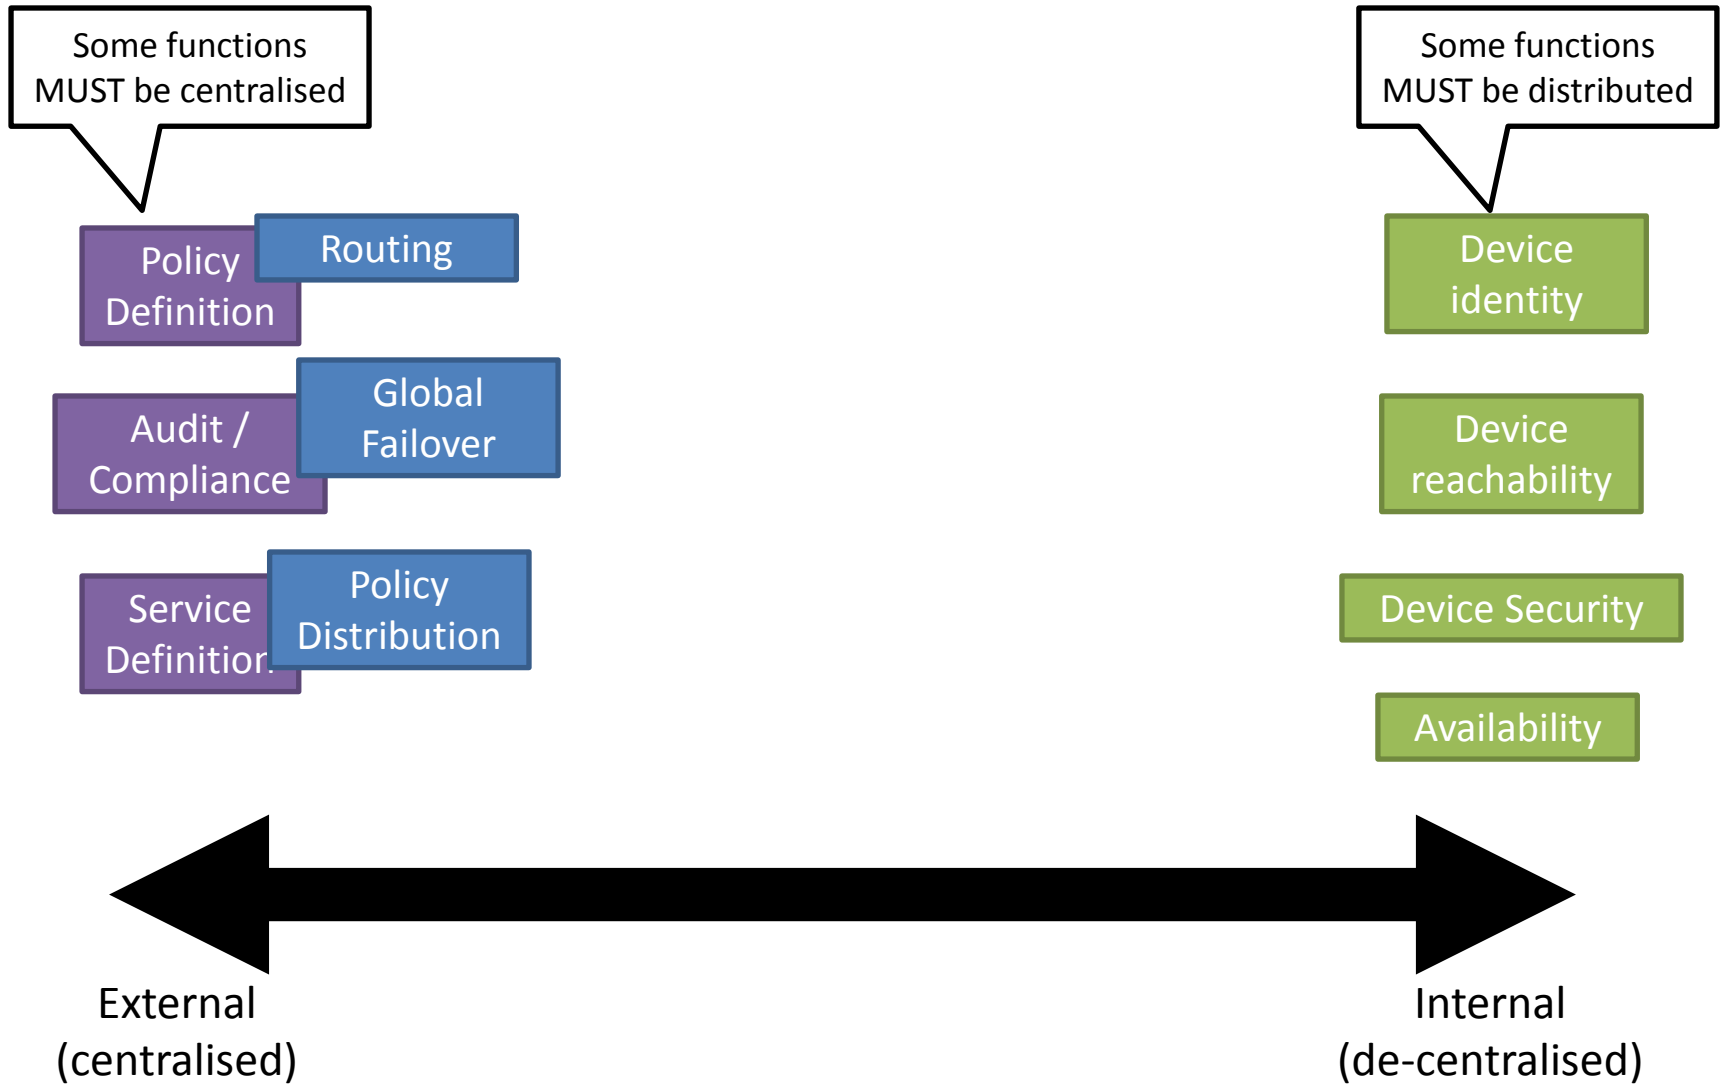 Some functions
MUST be centralised
Some functions
MUST be distributed
Policy
Definition
Routing
Audit /
Compliance
Global
Failover
Service
Definition
Policy
Distribution
Device
identity
Device
reachability
Device Security
Availability
External
(centralised)
Internal
(de-centralised)